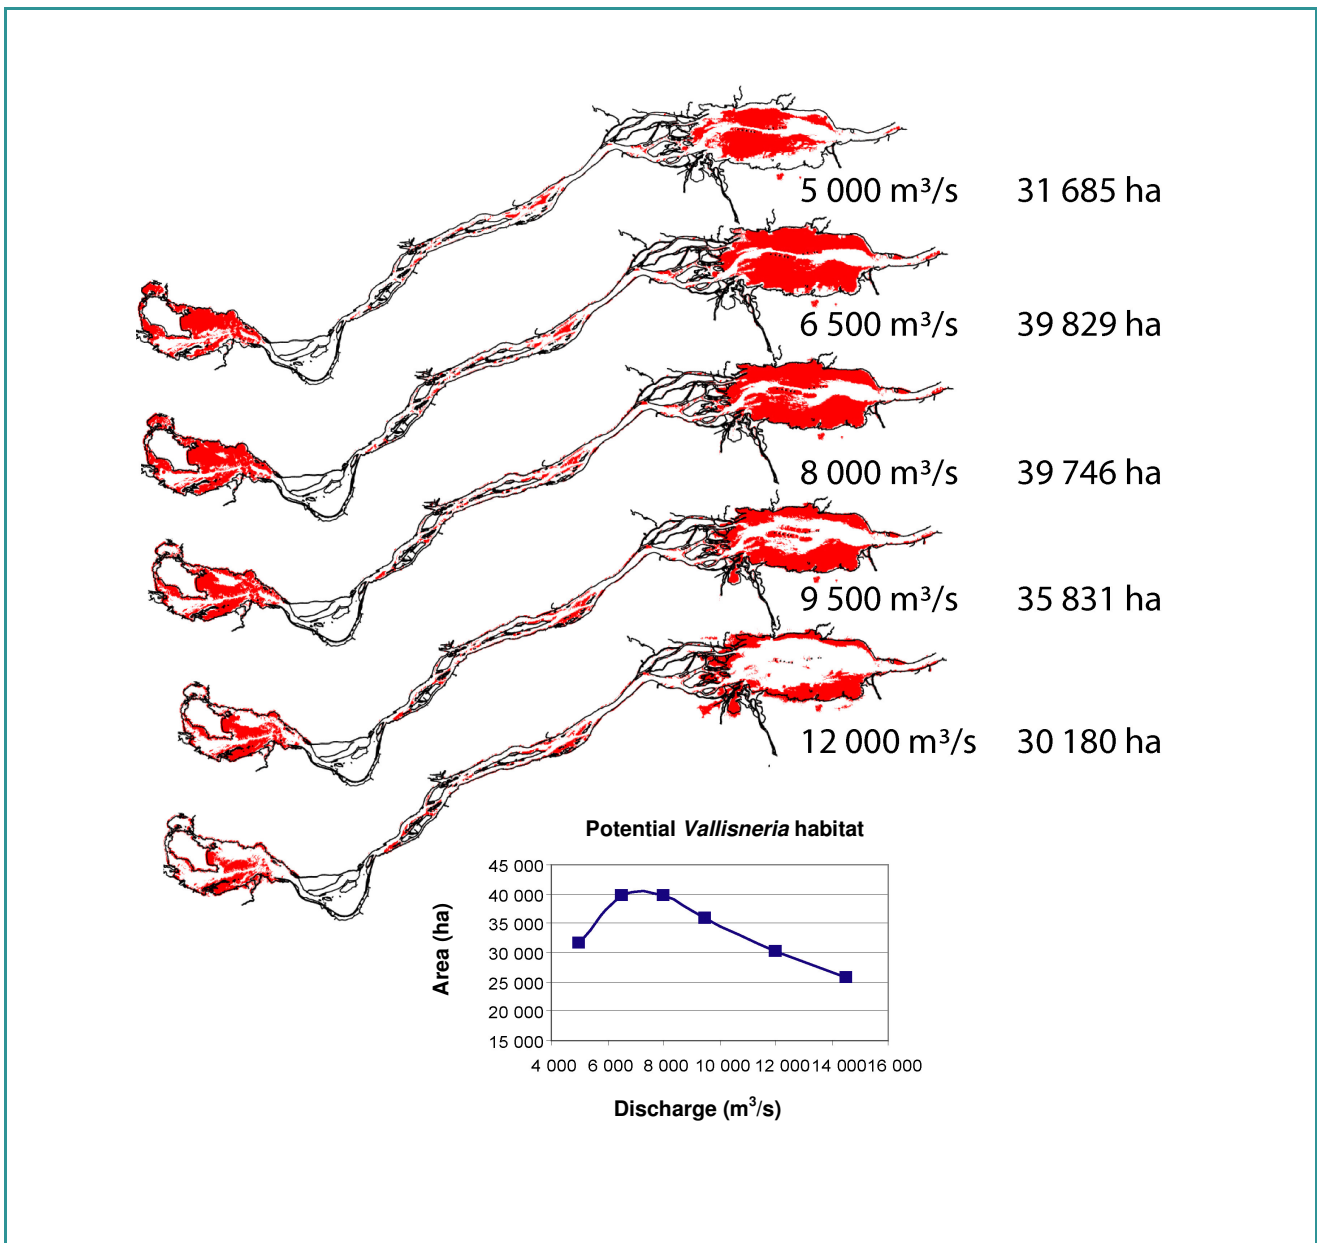 5 000 m³/s 31 685 ha
6 500 m³/s 39 829 ha
8 000 m³/s 39 746 ha
9 500 m³/s 35 831 ha
12 000 m³/s 30 180 ha
Potential Vallisneria habitat
45 000
40 000
35 000
30 000
25 000
20 000
15 000
Area (ha)
4 000 6 000 8 000 10 000 12 000 14 000 16 000
Discharge (m³/s)